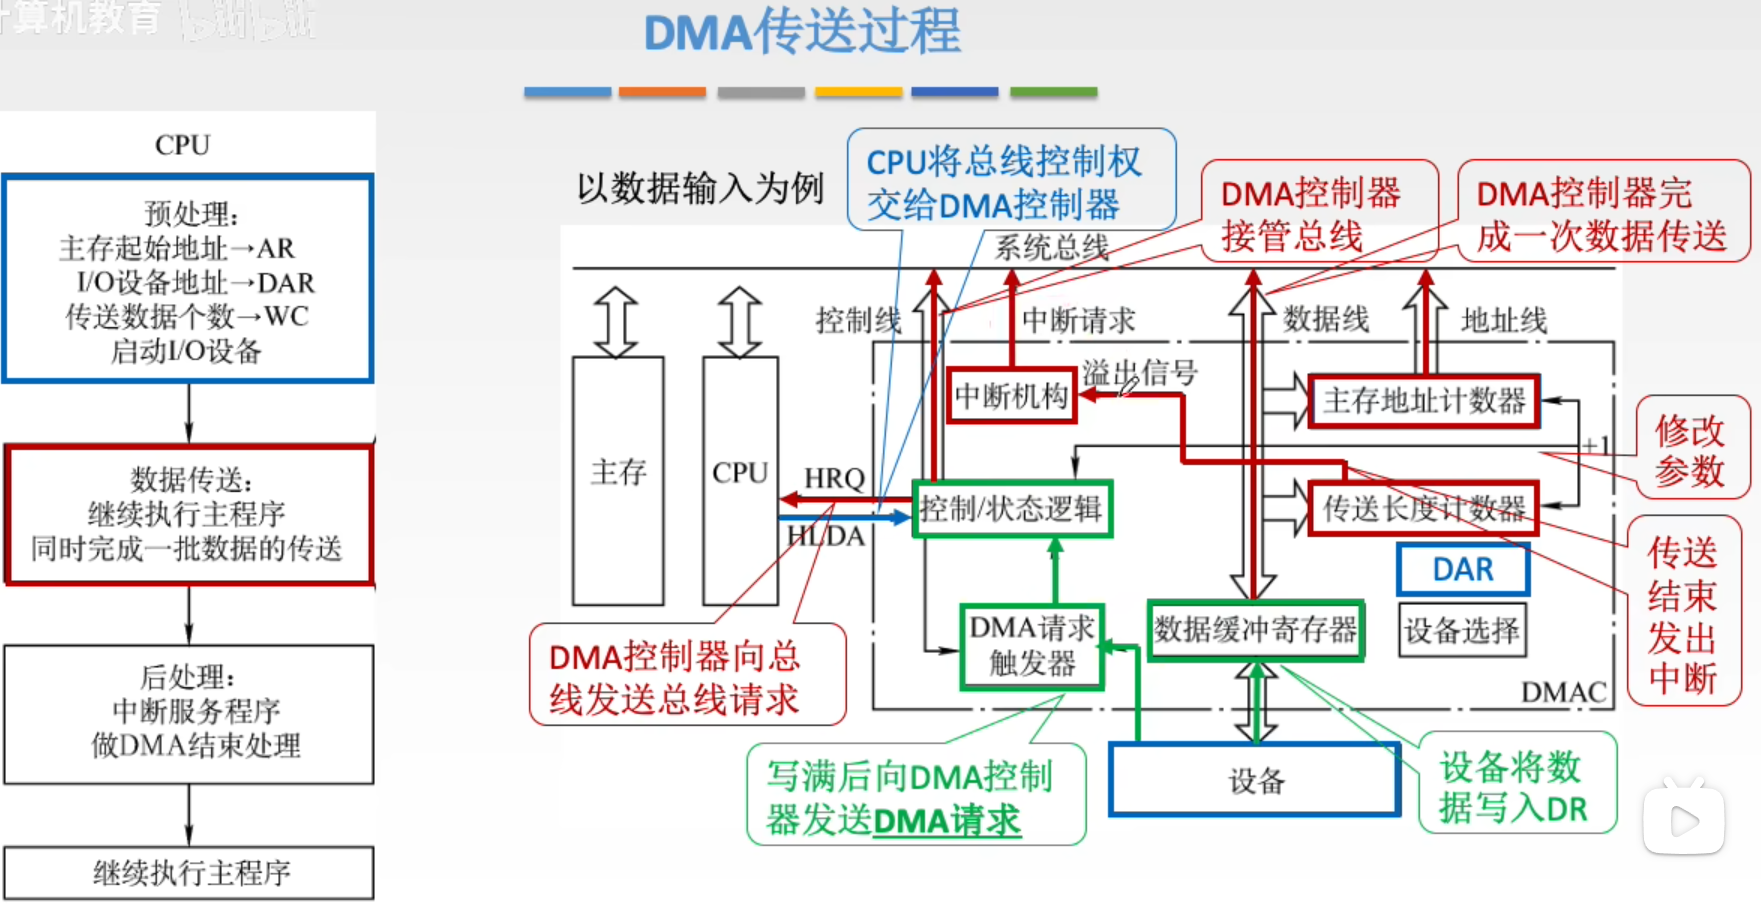 计算机教育 bilibili
DMA传送过程
CPU
预处理：
主存起始地址→AR
I/O设备地址→DAR
传送数据个数→WC
启动I/O设备
数据传送：
继续执行主程序
同时完成一批数据的传送
后处理：
中断服务程序
做DMA结束处理
继续执行主程序
以数据输入为例
CPU将总线控制权
交给DMA控制器
DMA控制器
接管总线
DMA控制器完
成一次数据传送
系统总线
控制线
中断请求
数据线
地址线
中断机构
溢出信号
主存地址计数器
+1
修改
参数
主存
CPU
HRQ
HLDA
控制/状态逻辑
传送长度计数器
传送
结束
发出
中断
DAR
设备选择
DMA请求
触发器
数据缓冲寄存器
DMAC
DMA控制器向总
线发送总线请求
写满后向DMA控制
器发送DMA请求
设备
设备将数
据写入DR